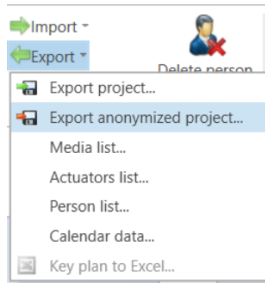 Import
Export
Delete person
Export project...
Export anonymized project...
Media list...
Actuators list...
Person list...
Calendar data...
Key plan to Excel...